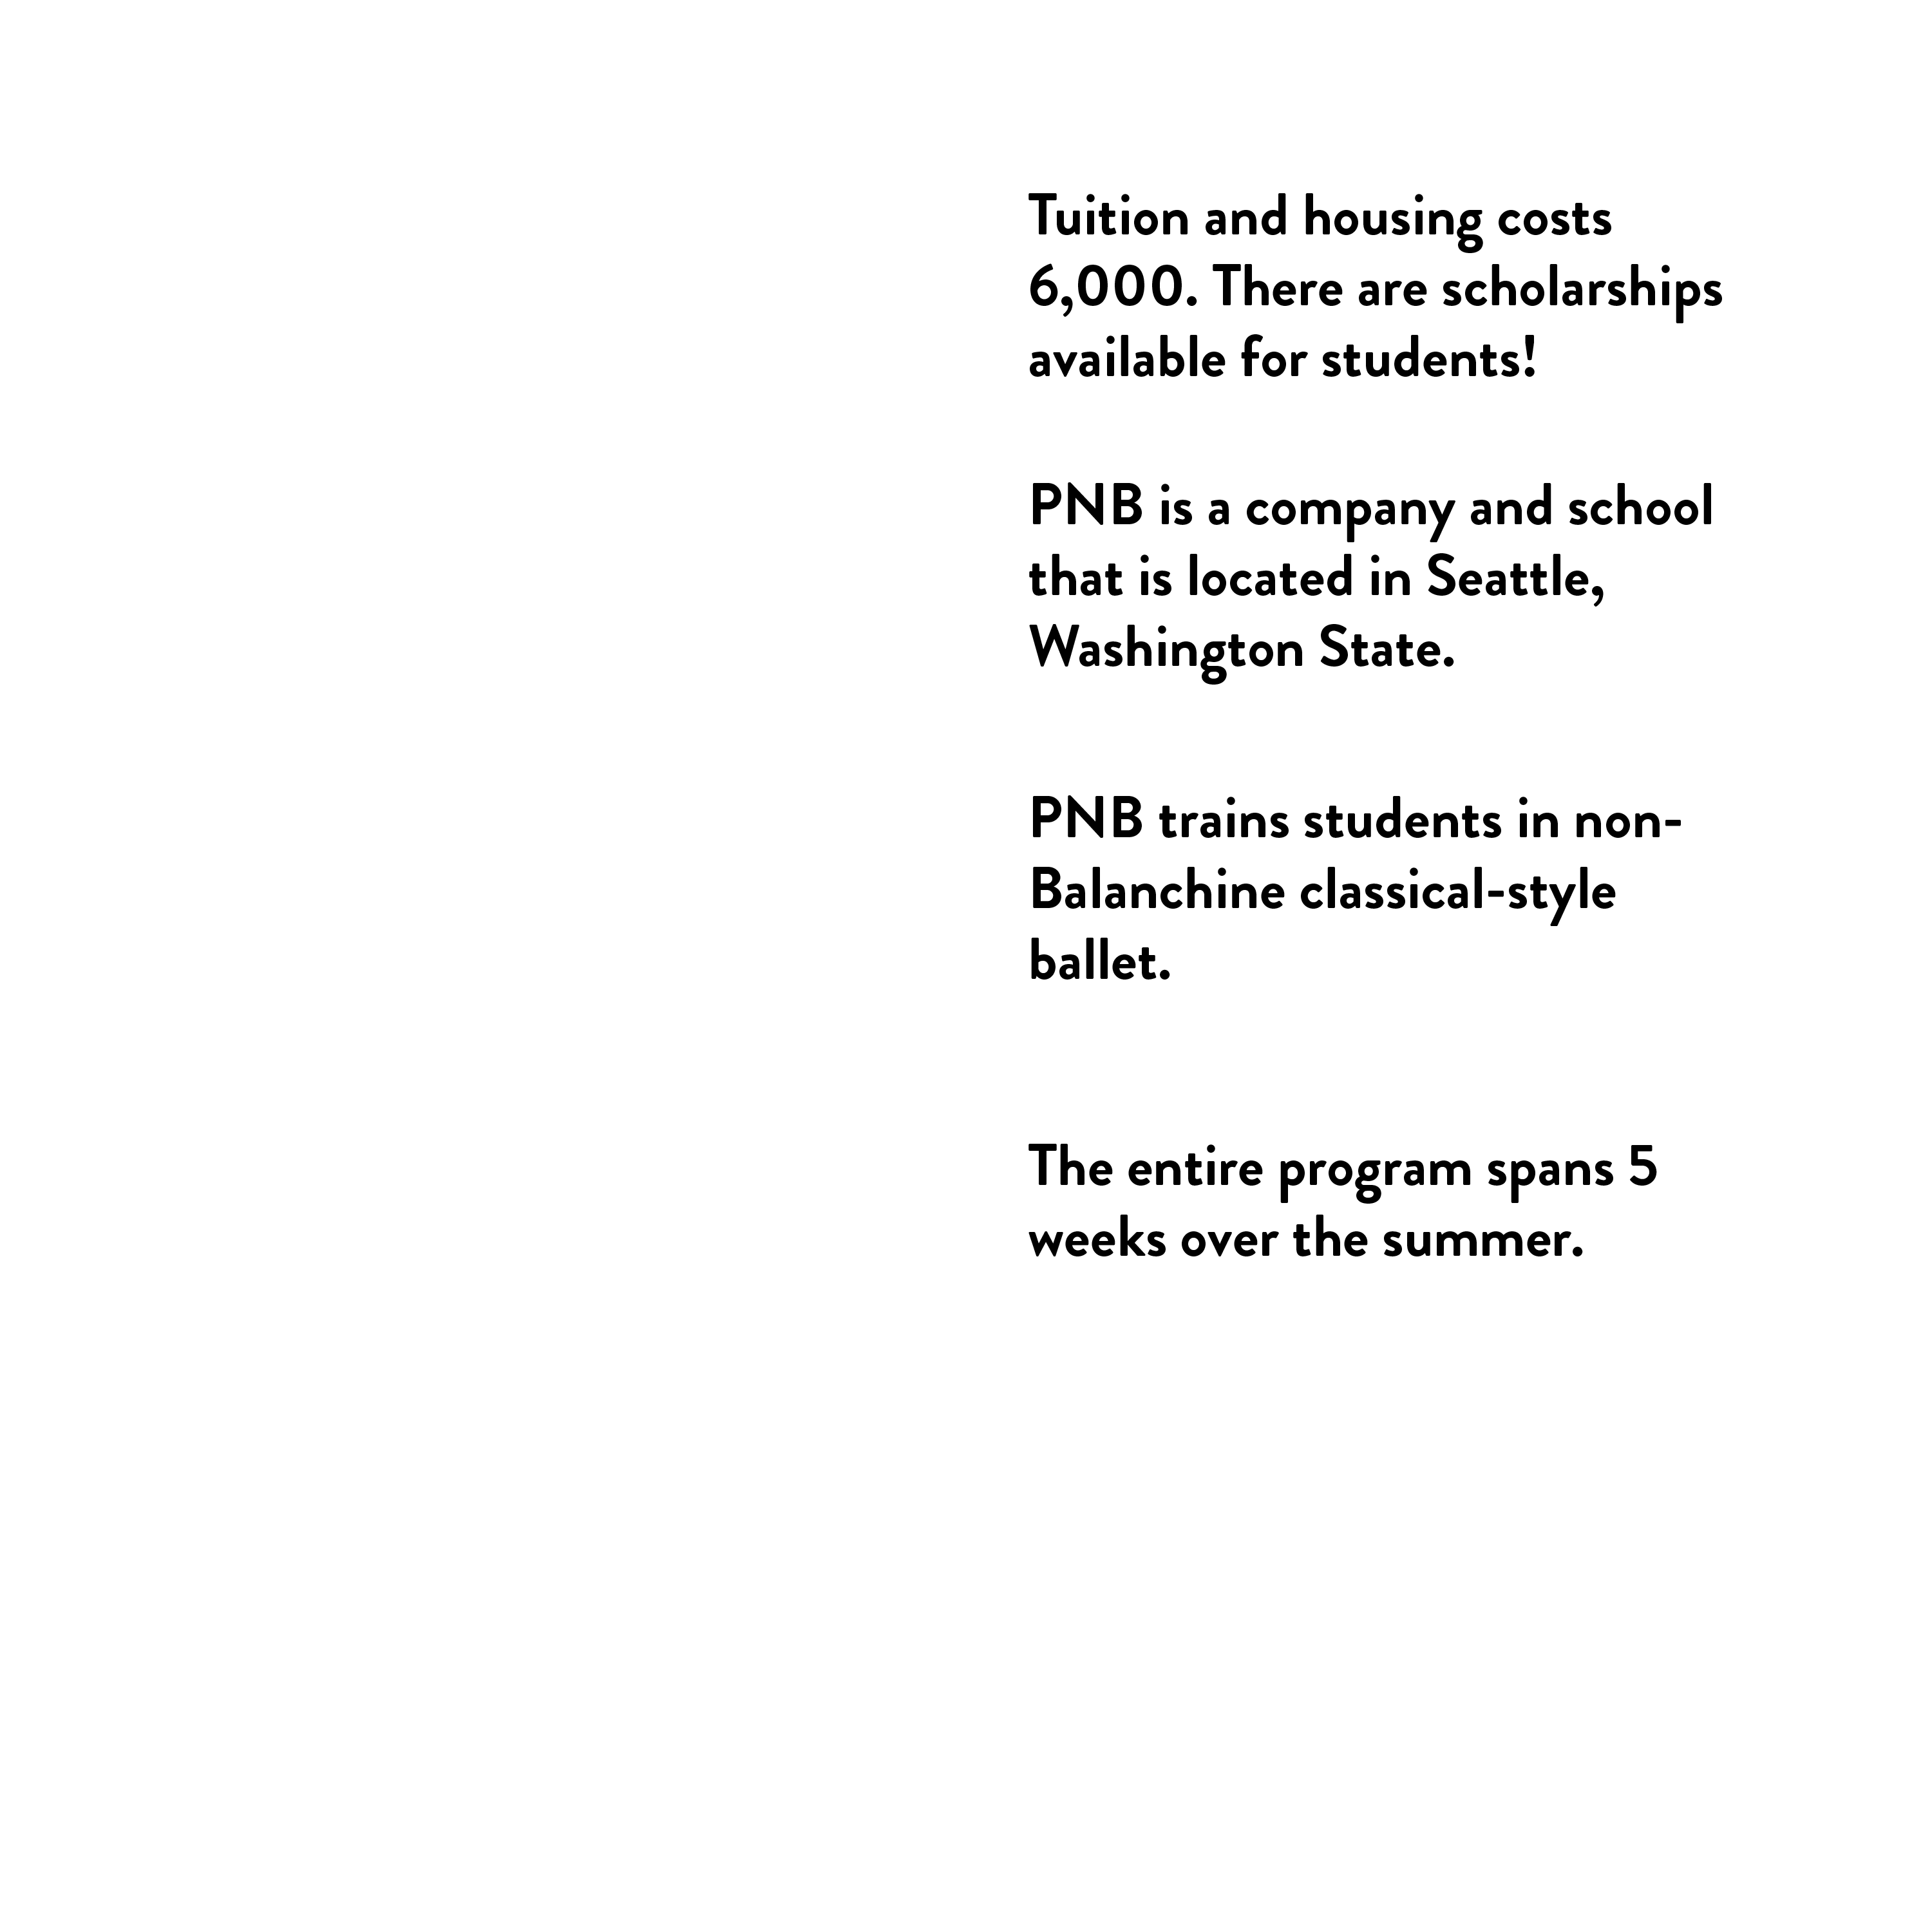 Tuition and housing costs
6,000. There are scholarships
available for students!
PNB is a company and school
that is located in Seattle,
Washington State.
PNB trains students in non-
Balanchine classical-style
ballet.
The entire program spans 5
weeks over the summer.